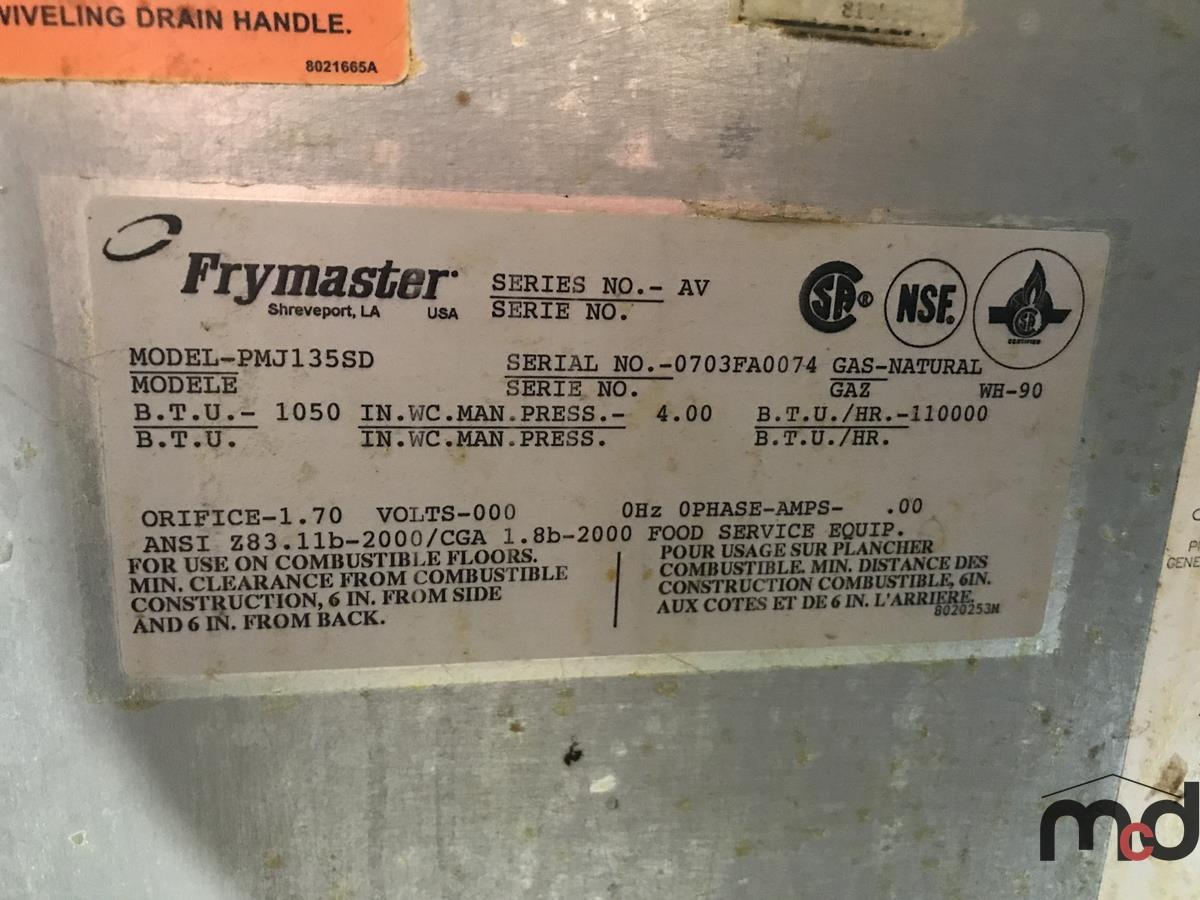 WIVELING DRAIN HANDLE.
8021665A
Frymaster
Shreveport, LA USA
SERIES NO.- AV
SERIE NO.
SA
NSF.
CERTIFIED
MODEL-PMJ135SD
MODELE
SERIAL NO.-0703FA0074
SERIE NO.
GAS-NATURAL
GAZ WH-90
B.T.U.- 1050 IN.WC.MAN.PRESS.- 4.00 B.T.U./HR.-110000
B.T.U. IN.WC.MAN.PRESS. B.T.U./HR.
ORIFICE-1.70 VOLTS-000 0Hz 0PHASE-AMPS- .00
ANSI Z83.11b-2000/CGA 1.8b-2000 FOOD SERVICE EQUIP.
FOR USE ON COMBUSTIBLE FLOORS.
MIN. CLEARANCE FROM COMBUSTIBLE
CONSTRUCTION, 6 IN. FROM SIDE
AND 6 IN. FROM BACK.
POUR USAGE SUR PLANCHER
COMBUSTIBLE. MIN. DISTANCE DES
CONSTRUCTION COMBUSTIBLE, 6IN.
AUX COTES ET DE 6 IN. L'ARRIERE.
8020253M
GENE
mcd